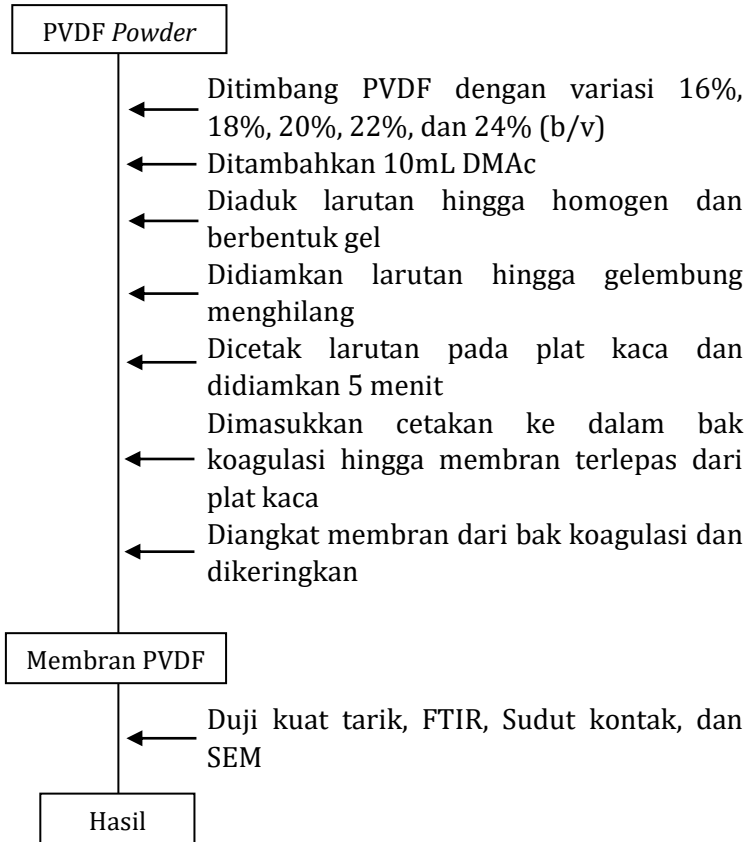 PVDF Powder
Ditimbang PVDF dengan variasi 16%,
18%, 20%, 22%, dan 24% (b/v)
Ditambahkan 10mL DMAc
Diaduk larutan hingga homogen dan
berbentuk gel
Didiamkan larutan hingga gelembung
menghilang
Dicetak larutan pada plat kaca dan
didiamkan 5 menit
Dimasukkan cetakan ke dalam bak
koagulasi hingga membran terlepas dari
plat kaca
Diangkat membran dari bak koagulasi dan
dikeringkan
Membran PVDF
Duji kuat tarik, FTIR, Sudut kontak, dan
SEM
Hasil